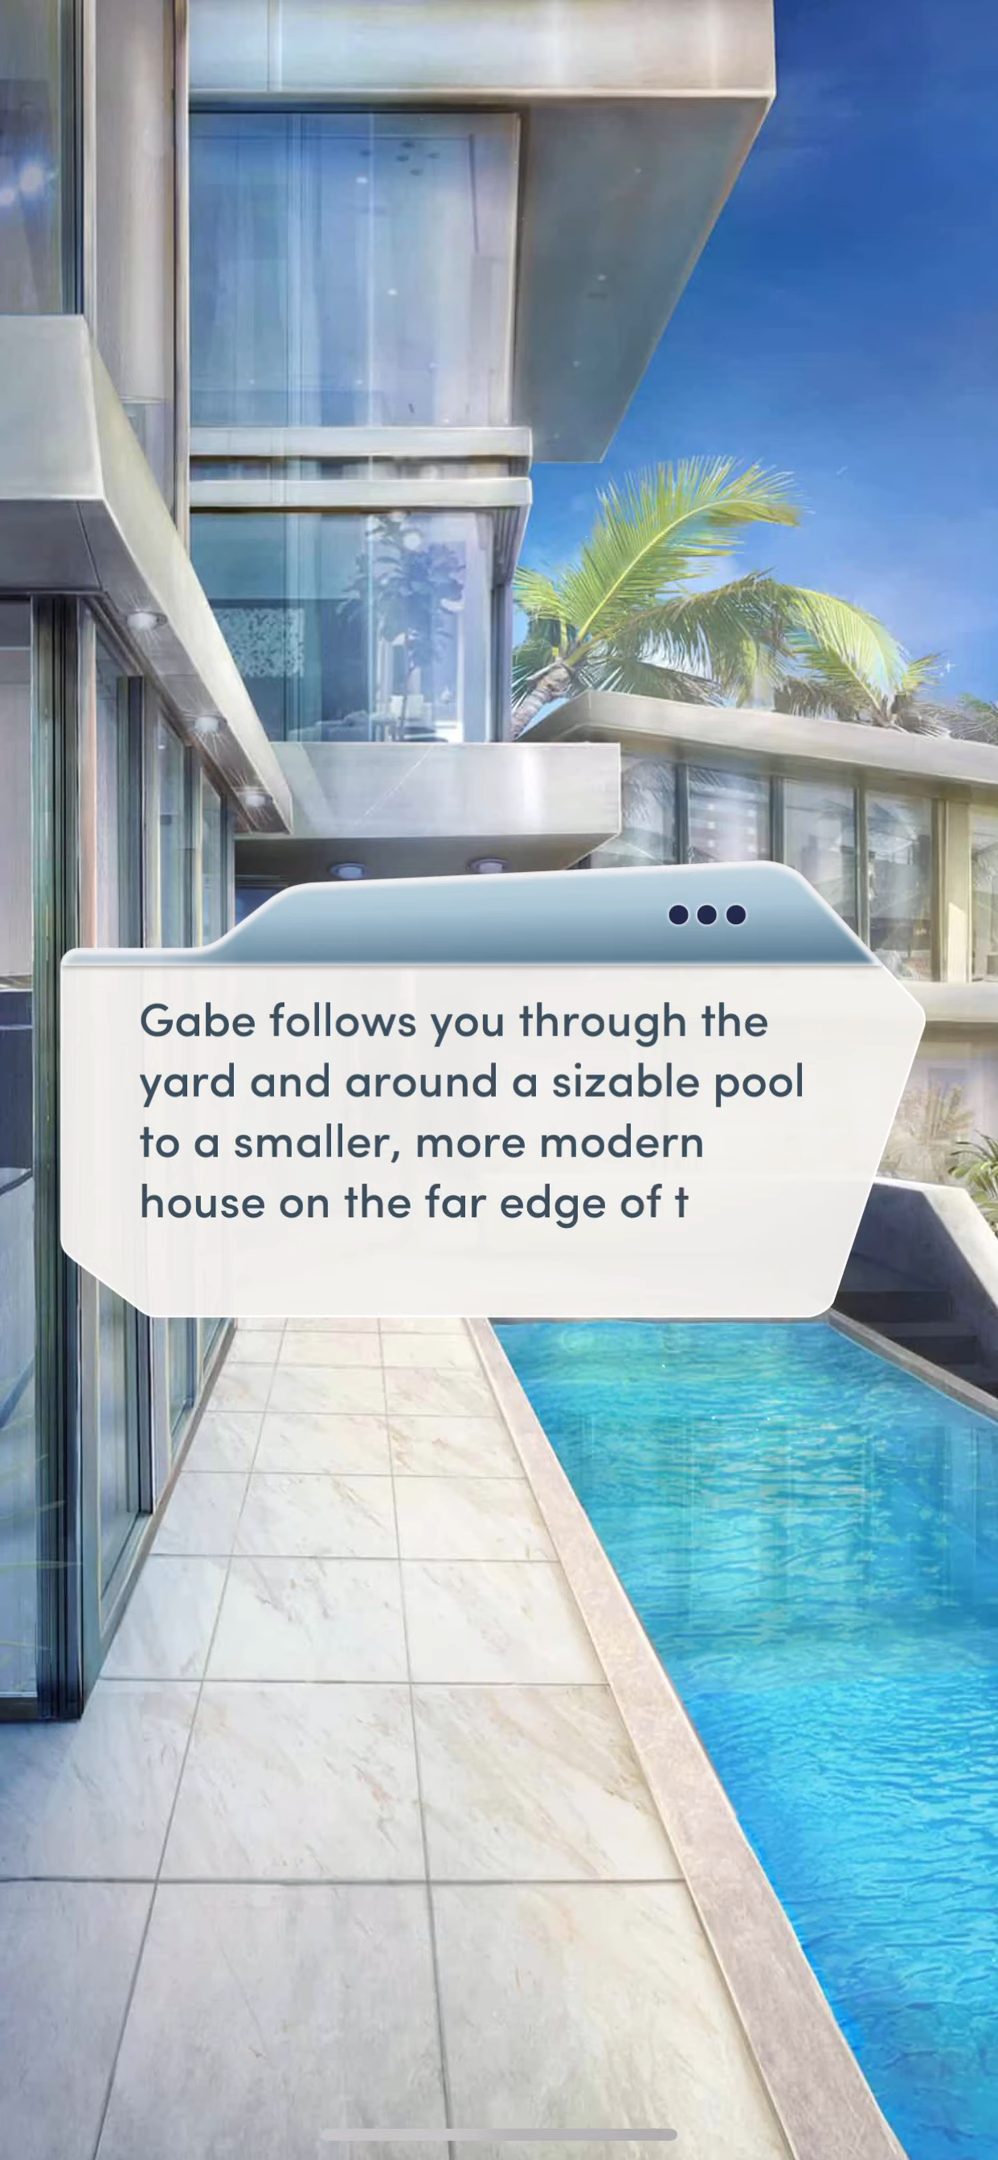 Gabe follows you through the
yard and around a sizable pool
to a smaller, more modern
house on the far edge of t